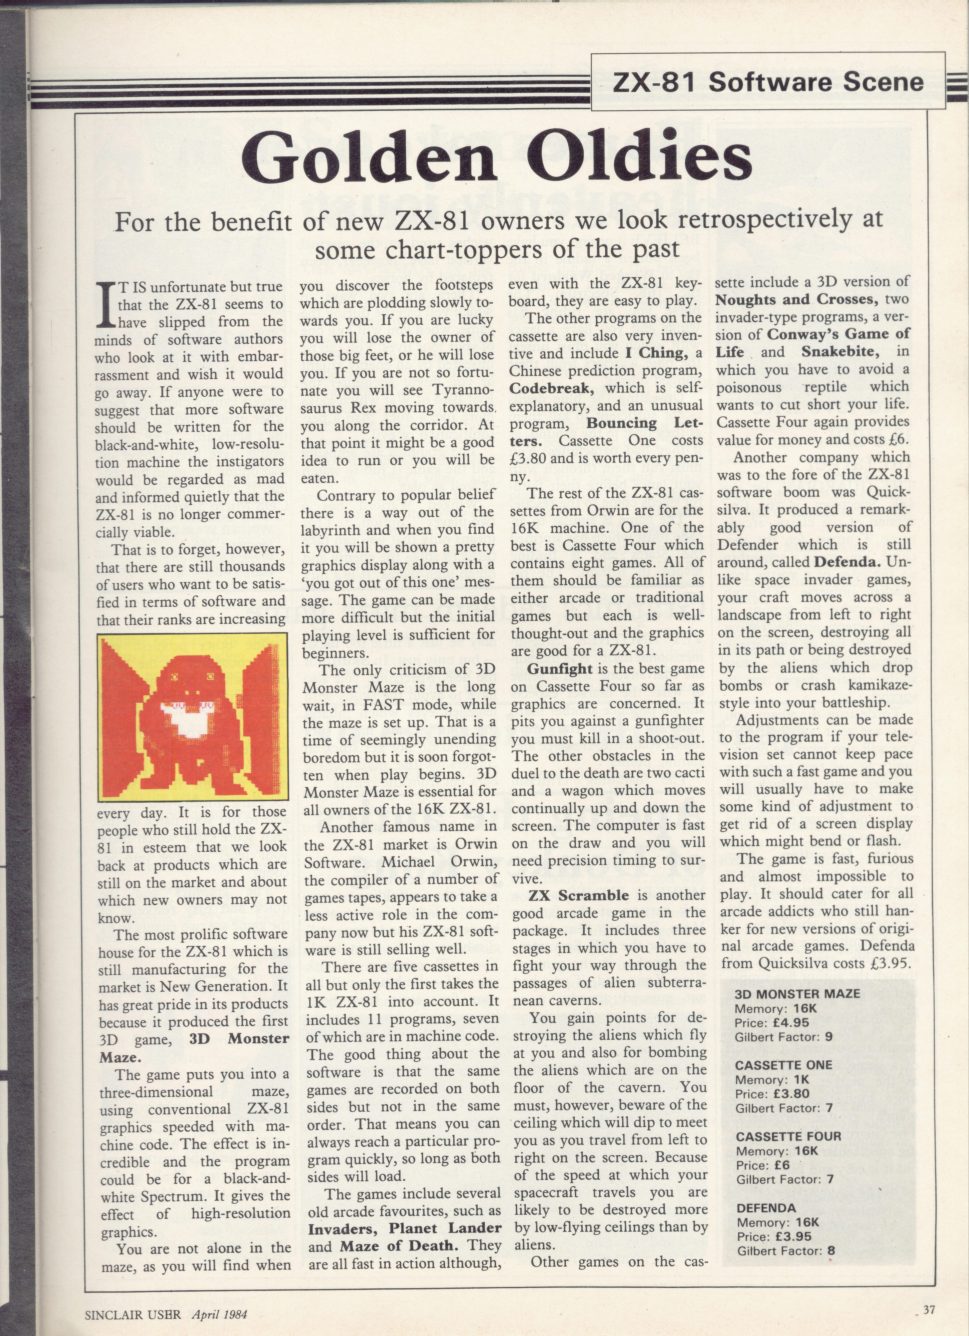 ZX-81 Software Scene
Golden Oldies
For the benefit of new ZX-81 owners we look retrospectively at
some chart-toppers of the past
IT IS unfortunate but true
that the ZX-81 seems to
have slipped from the
minds of software authors
who look at it with embar-
rassment and wish it would
go away. If anyone were to
suggest that more software
should be written for the
black-and-white, low-resolu-
tion machine the instigators
would be regarded as mad
and informed quietly that the
ZX-81 is no longer commer-
cially viable.
That is to forget, however,
that there are still thousands
of users who want to be satis-
fied in terms of software and
that their ranks are increasing
every day. It is for those
people who still hold the ZX-
81 in esteem that we look
back at products which are
still on the market and about
which new owners may not
know.
The most prolific software
house for the ZX-81 which is
still manufacturing for the
market is New Generation. It
has great pride in its products
because it produced the first
3D game, 3D Monster
Maze.
The game puts you into a
three-dimensional maze,
using conventional ZX-81
graphics speeded with ma-
chine code. The effect is in-
credible and the program
could be for a black-and-
white Spectrum. It gives the
effect of high-resolution
graphics.
You are not alone in the
maze, as you will find when
you discover the footsteps
which are plodding slowly to-
wards you. If you are lucky
you will lose the owner of
those big feet, or he will lose
you. If you are not so fortu-
nate you will see Tyranno-
saurus Rex moving towards
you along the corridor. At
that point it might be a good
idea to run or you will be
eaten.
Contrary to popular belief
there is a way out of the
labyrinth and when you find
it you will be shown a pretty
graphics display along with a
'you got out of this one' mes-
sage. The game can be made
more difficult but the initial
playing level is sufficient for
beginners.
The only criticism of 3D
Monster Maze is the long
wait, in FAST mode, while
the maze is set up. That is a
time of seemingly unending
boredom but it is soon forgot-
ten when play begins. 3D
Monster Maze is essential for
all owners of the 16K ZX-81.
Another famous name in
the ZX-81 market is Orwin
Software. Michael Orwin,
the compiler of a number of
games tapes, appears to take a
less active role in the com-
pany now but his ZX-81 soft-
ware is still selling well.
There are five cassettes in
all but only the first takes the
1K ZX-81 into account. It
includes 11 programs, seven
of which are in machine code.
The good thing about the
software is that the same
games are recorded on both
sides but not in the same
order. That means you can
always reach a particular pro-
gram quickly, so long as both
sides will load.
The games include several
old arcade favourites, such as
Invaders, Planet Lander
and Maze of Death. They
are all fast in action although,
even with the ZX-81 key-
board, they are easy to play.
The other programs on the
cassette are also very inven-
tive and include I Ching, a
Chinese prediction program,
Codebreak, which is self-
explanatory, and an unusual
program, Bouncing Let-
ters. Cassette One costs
£3.80 and is worth every pen-
ny.
The rest of the ZX-81 cas-
settes from Orwin are for the
16K machine. One of the
best is Cassette Four which
contains eight games. All of
them should be familiar as
either arcade or traditional
games but each is well-
thought-out and the graphics
are good for a ZX-81.
Gunfight is the best game
on Cassette Four so far as
graphics are concerned. It
pits you against a gunfighter
you must kill in a shoot-out.
The other obstacles in the
duel to the death are two cacti
and a wagon which moves
continually up and down the
screen. The computer is fast
on the draw and you will
need precision timing to sur-
vive.
ZX Scramble is another
good arcade game in the
package. It includes three
stages in which you have to
fight your way through the
passages of alien subterra-
nean caverns.
You gain points for de-
stroying the aliens which fly
at you and also for bombing
the aliens which are on the
floor of the cavern. You
must, however, beware of the
ceiling which will dip to meet
you as you travel from left to
right on the screen. Because
of the speed at which your
spacecraft travels you are
likely to be destroyed more
by low-flying ceilings than by
aliens.
Other games on the cas-
sette include a 3D version of
Noughts and Crosses, two
invader-type programs, a ver-
sion of Conway's Game of
Life and Snakebite, in
which you have to avoid a
poisonous reptile which
wants to cut short your life.
Cassette Four again provides
value for money and costs £6.
Another company which
was to the fore of the ZX-81
software boom was Quick-
silva. It produced a remark-
ably good version of
Defender which is still
around, called Defenda. Un-
like space invader games,
your craft moves across a
landscape from left to right
on the screen, destroying all
in its path or being destroyed
by the aliens which drop
bombs or crash kamikaze-
style into your battleship.
Adjustments can be made
to the program if your tele-
vision set cannot keep pace
with such a fast game and you
will usually have to make
some kind of adjustment to
get rid of a screen display
which might bend or flash.
The game is fast, furious
and almost impossible to
play. It should cater for all
arcade addicts who still han-
ker for new versions of origi-
nal arcade games. Defenda
from Quicksilva costs £3.95.
3D MONSTER MAZE
Memory: 16K
Price: £4.95
Gilbert Factor: 9
CASSETTE ONE
Memory: 1K
Price: £3.80
Gilbert Factor: 7
CASSETTE FOUR
Memory: 16K
Price: £6
Gilbert Factor: 7
DEFENDA
Memory: 16K
Price: £3.95
Gilbert Factor: 8
SINCLAIR USER April 1984
37